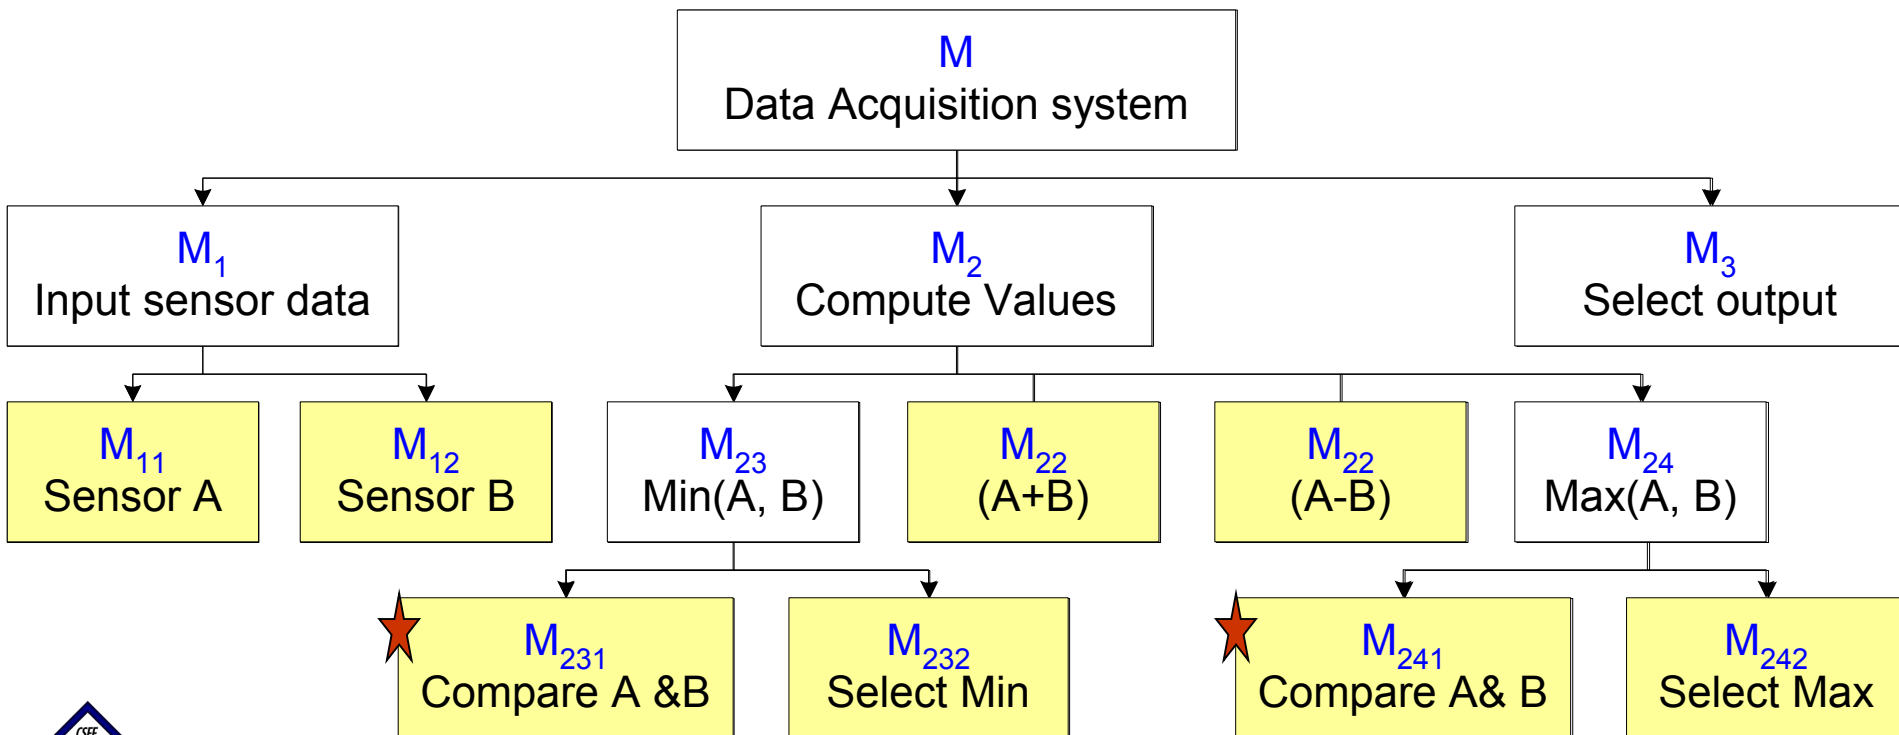 M
Data Acquisition system
M₁
Input sensor data
M₂
Compute Values
M₃
Select output
M₁₁
Sensor A
M₁₂
Sensor B
M₂₃
Min(A, B)
M₂₂
(A+B)
M₂₂
(A-B)
M₂₄
Max(A, B)
M₂₃₁
Compare A &B
M₂₃₂
Select Min
M₂₄₁
Compare A& B
M₂₄₂
Select Max